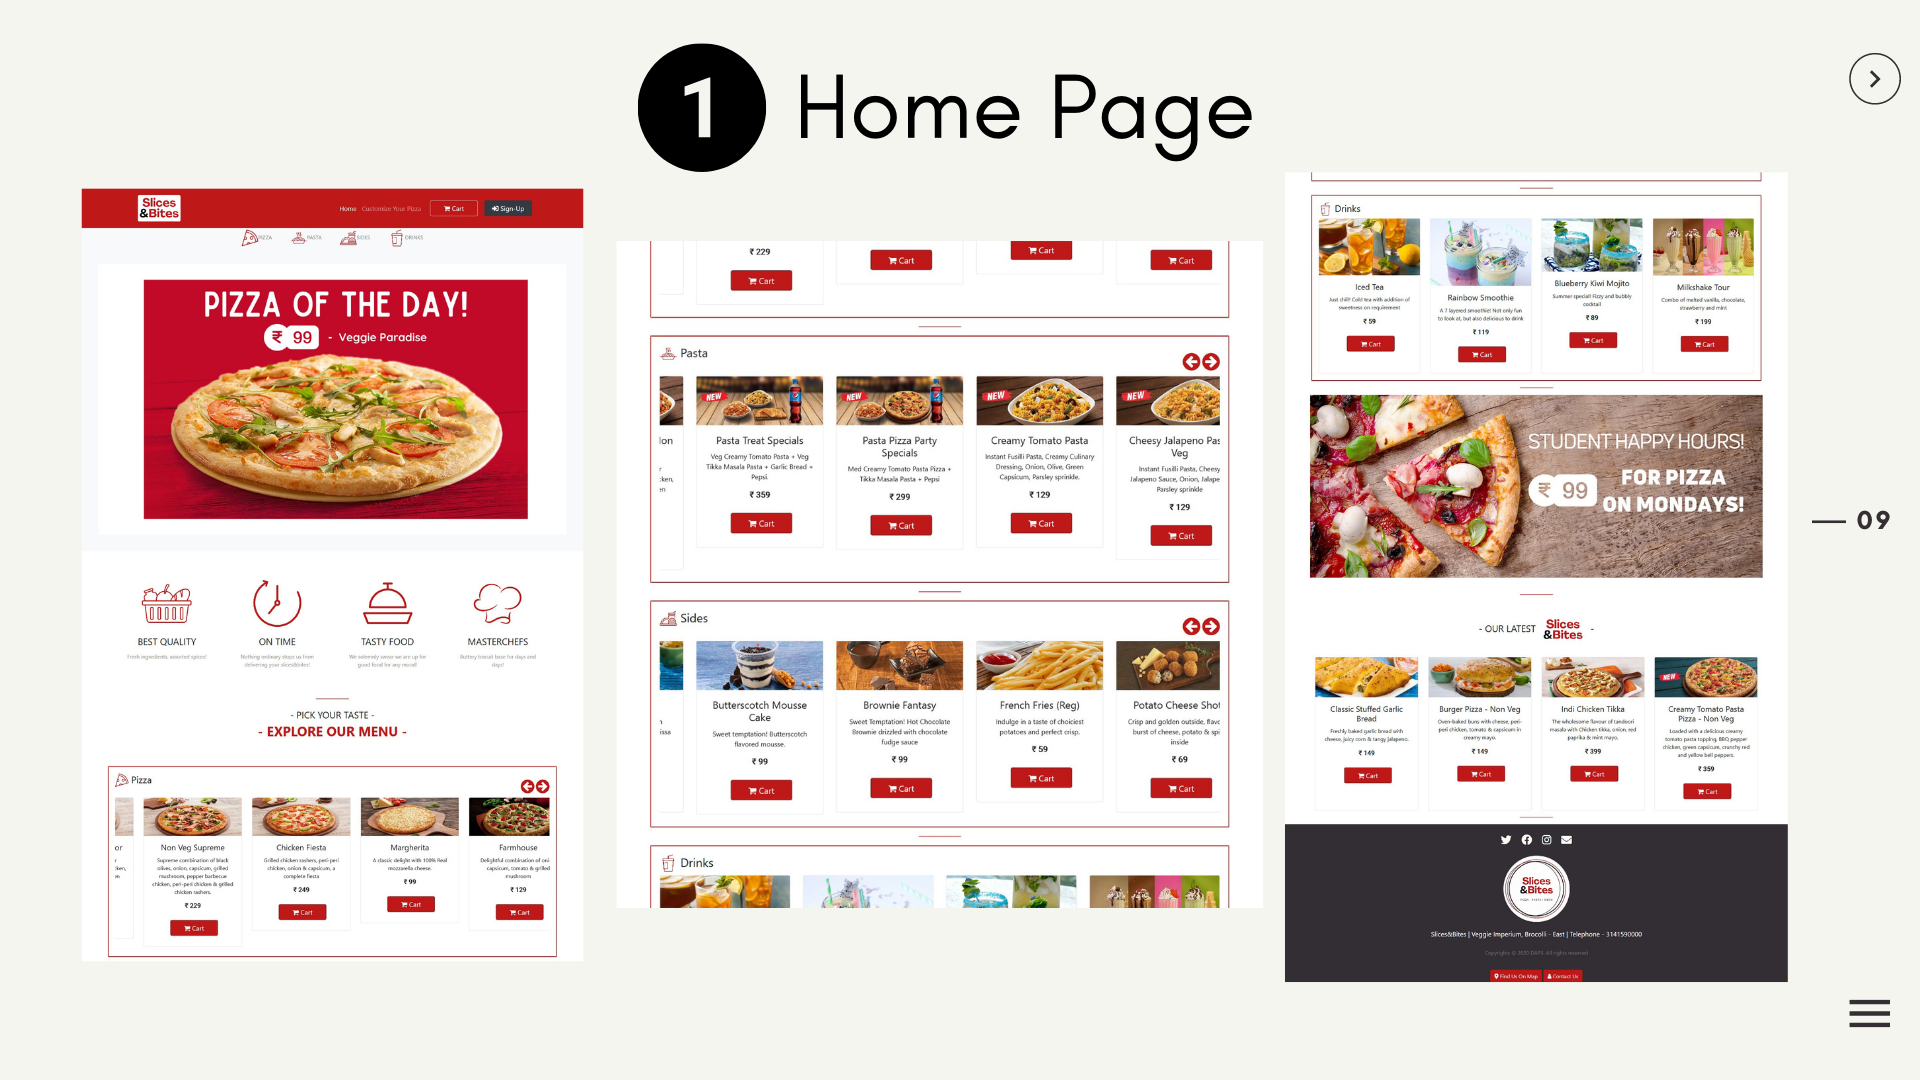 1 Home Page
Slices
&Bites
Home Customize Your Pizza Cart Sign-Up
PIZZA PASTA SIDES DRINKS
PIZZA OF THE DAY!
₹ 99 - Veggie Paradise
BEST QUALITY
Fresh ingredients, assorted spices!
ON TIME
Nothing ordinary stops us from
delivering your slices&bites!
TASTY FOOD
We extremely swear we are up for
good food for any mood!
MASTERCHEFS
Buttery biscuit base for days and
days!
- PICK YOUR TASTE -
- EXPLORE OUR MENU -
Pizza
or
ken,
Non Veg Supreme
Supreme combination of black
olives, onion, capsicum, grilled
mushroom, pepper barbecue
chicken, peri-peri chicken & grilled
chicken rashers.
₹ 229
Cart
Chicken Fiesta
Grilled chicken rashers, peri-peri
chicken, onion & capsicum, a
complete fiesta
₹ 249
Cart
Margherita
A classic delight with 100% Real
mozzarella cheese.
₹ 99
Cart
Farmhouse
Delightful combination of oni
capsicum, tomato & grilled
mushroom
₹ 129
Cart
₹ 229
Cart
Cart
Cart
Cart
Pasta
lon
r
ken,
en
NEW
Pasta Treat Specials
Veg Creamy Tomato Pasta + Veg
Tikka Masala Pasta + Garlic Bread +
Pepsi
₹ 359
Cart
NEW
Pasta Pizza Party
Specials
Med Creamy Tomato Pasta Pizza +
Tikka Masala Pasta + Pepsi
₹ 299
Cart
NEW
Creamy Tomato Pasta
Instant Fusilli Pasta, Creamy Culinary
Dressing, Onion, Olive, Green
Capsicum, Parsley sprinkle.
₹ 129
Cart
NEW
Cheesy Jalapeno Pas
Veg
Instant Fusilli Pasta, Cheesy
Jalapeno Sauce, Onion, Jalape
Parsley sprinkle
₹ 129
Cart
Sides
n
issa
Butterscotch Mousse
Cake
Sweet temptation! Butterscotch
flavored mousse.
₹ 99
Cart
Brownie Fantasy
Sweet Temptation! Hot Chocolate
Brownie drizzled with chocolate
fudge sauce
₹ 99
Cart
French Fries (Reg)
Indulge in a taste of choiciest
potatoes and perfect crisp.
₹ 59
Cart
Potato Cheese Shot
Crisp and golden outside, flavo
burst of cheese, potato & spi
inside
₹ 69
Cart
Drinks
Drinks
Iced Tea
Just chill! Cold tea with addition of
sweetness on requirement
₹ 59
Cart
Rainbow Smoothie
A 7 layered smoothie! Not only fun
to look at, but also delicious to drink
₹ 119
Cart
Blueberry Kiwi Mojito
Summer special! Fizzy and bubbly
cocktail
₹ 89
Cart
Milkshake Tour
Combo of melted vanilla, chocolate,
strawberry and mint
₹ 199
Cart
STUDENT HAPPY HOURS!
₹ 99 FOR PIZZA
ON MONDAYS!
- OUR LATEST Slices
&Bites -
Classic Stuffed Garlic
Bread
Freshly baked garlic bread with
cheese, juicy corn & tangy jalapeno.
₹ 149
Cart
Burger Pizza - Non Veg
Oven-baked buns with cheese, peri-
peri chicken, tomato & capsicum in
creamy mayo.
₹ 149
Cart
Indi Chicken Tikka
The wholesome flavour of tandoori
masala with Chicken tikka, onion, red
paprika & mint mayo.
₹ 399
Cart
NEW
Creamy Tomato Pasta
Pizza - Non Veg
Loaded with a delicious creamy
tomato pasta topping, BBQ pepper
chicken, green capsicum, crunchy red
and yellow bell peppers.
₹ 359
Cart
Slices
&Bites
Slices&Bites | Veggie Imperium, Brocolli - East | Telephone - 3141590000
Copyrights @ 2020 DAPS. All rights reserved
Find Us On Map Contact Us
09